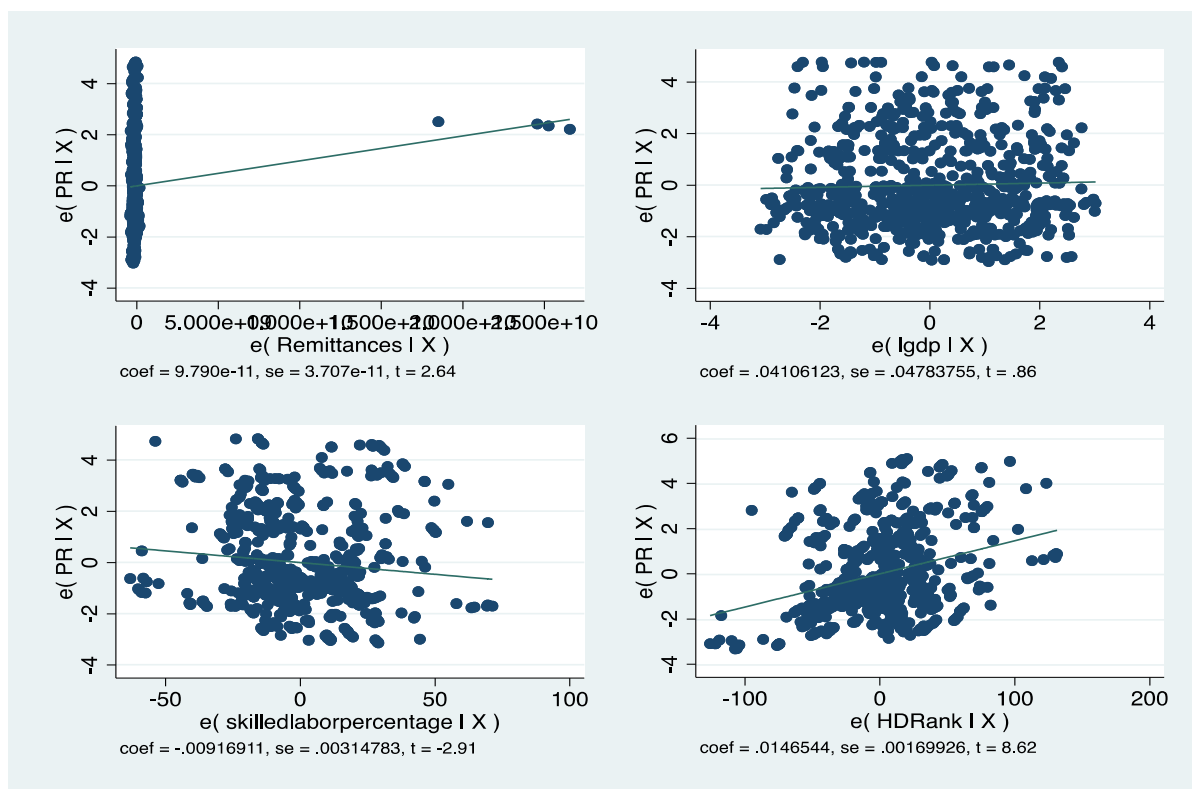 4
2
0
-2
-4
e( PR | X )
0
e( Remittances | X )
coef = 9.790e-11, se = 3.707e-11, t = 2.64
4
2
0
-2
-4
e( PR | X )
-4 -2 0 2 4
e( lgdp | X )
coef = .04106123, se = .04783755, t = .86
4
2
0
-2
-4
e( PR | X )
-50 0 50 100
e( skilledlaborpercentage | X )
coef = -.00916911, se = .00314783, t = -2.91
6
4
2
0
-2
-4
e( PR | X )
-100 0 100 200
e( HDRank | X )
coef = .0146544, se = .00169926, t = 8.62